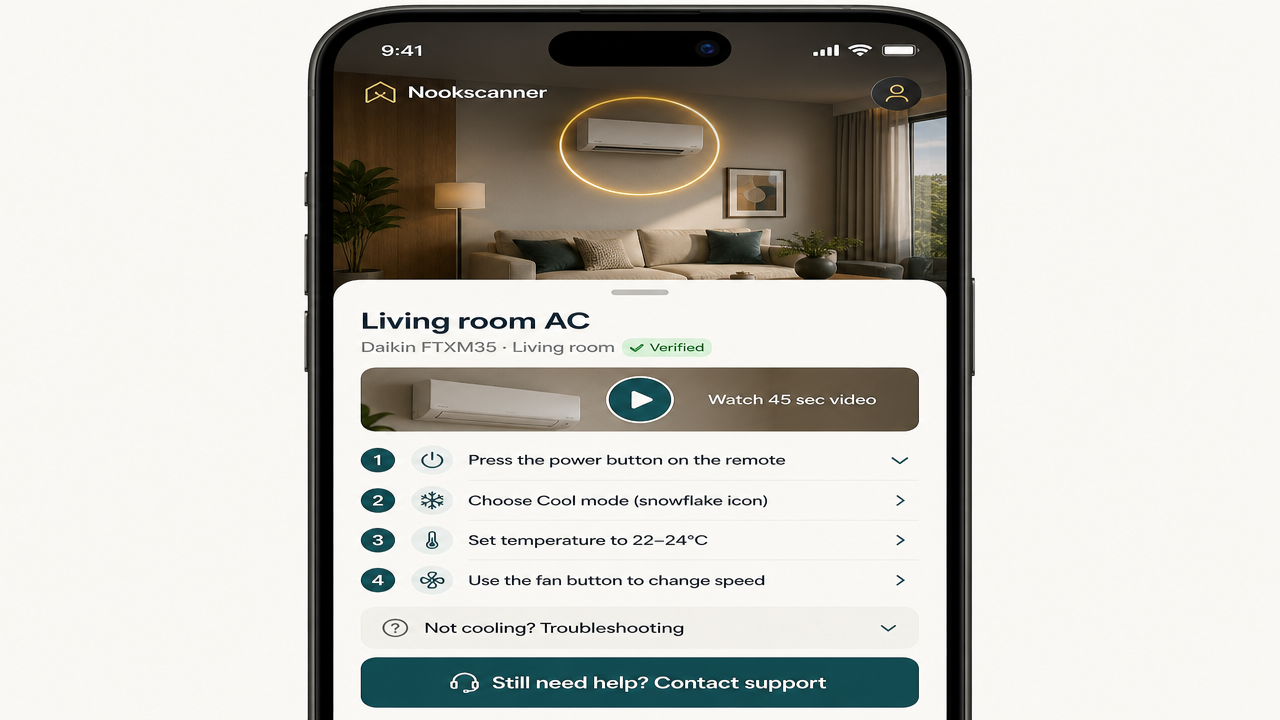 9:41
Nookscanner
Living room AC
Daikin FTXM35 · Living room ✓ Verified
Watch 45 sec video
1 Press the power button on the remote
2 Choose Cool mode (snowflake icon)
3 Set temperature to 22–24°C
4 Use the fan button to change speed
? Not cooling? Troubleshooting
Still need help? Contact support